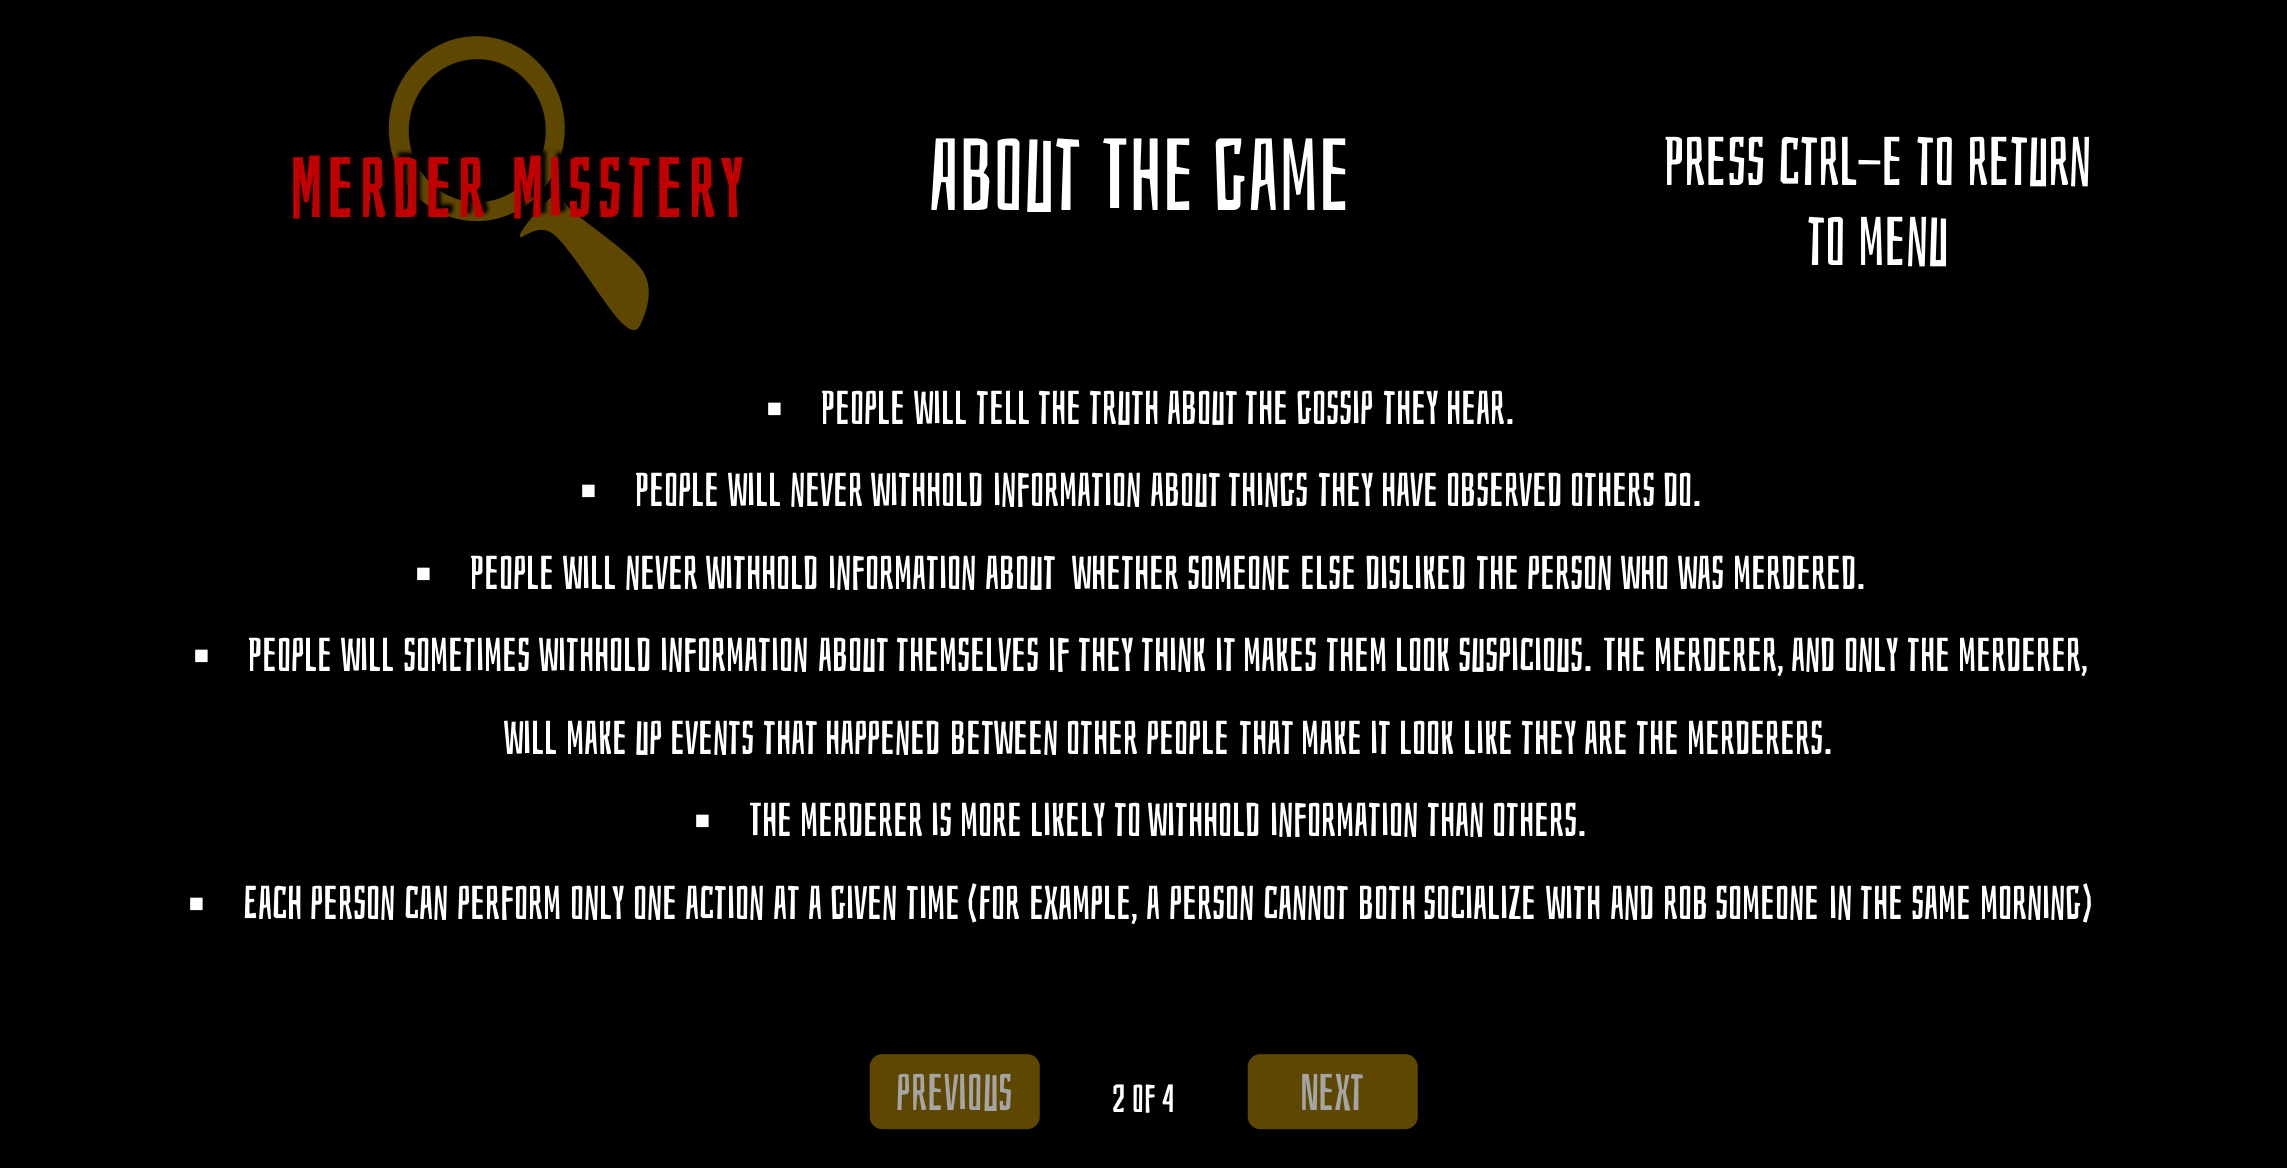 MERDER MISSTERY
ABOUT THE GAME
PRESS CTRL-E TO RETURN
TO MENU
▪ PEOPLE WILL TELL THE TRUTH ABOUT THE GOSSIP THEY HEAR.
▪ PEOPLE WILL NEVER WITHHOLD INFORMATION ABOUT THINGS THEY HAVE OBSERVED OTHERS DO.
▪ PEOPLE WILL NEVER WITHHOLD INFORMATION ABOUT WHETHER SOMEONE ELSE DISLIKED THE PERSON WHO WAS MERDERED.
▪ PEOPLE WILL SOMETIMES WITHHOLD INFORMATION ABOUT THEMSELVES IF THEY THINK IT MAKES THEM LOOK SUSPICIOUS. THE MERDERER, AND ONLY THE MERDERER,
WILL MAKE UP EVENTS THAT HAPPENED BETWEEN OTHER PEOPLE THAT MAKE IT LOOK LIKE THEY ARE THE MERDERERS.
▪ THE MERDERER IS MORE LIKELY TO WITHHOLD INFORMATION THAN OTHERS.
▪ EACH PERSON CAN PERFORM ONLY ONE ACTION AT A GIVEN TIME (FOR EXAMPLE, A PERSON CANNOT BOTH SOCIALIZE WITH AND ROB SOMEONE IN THE SAME MORNING)
PREVIOUS
2 OF 4
NEXT